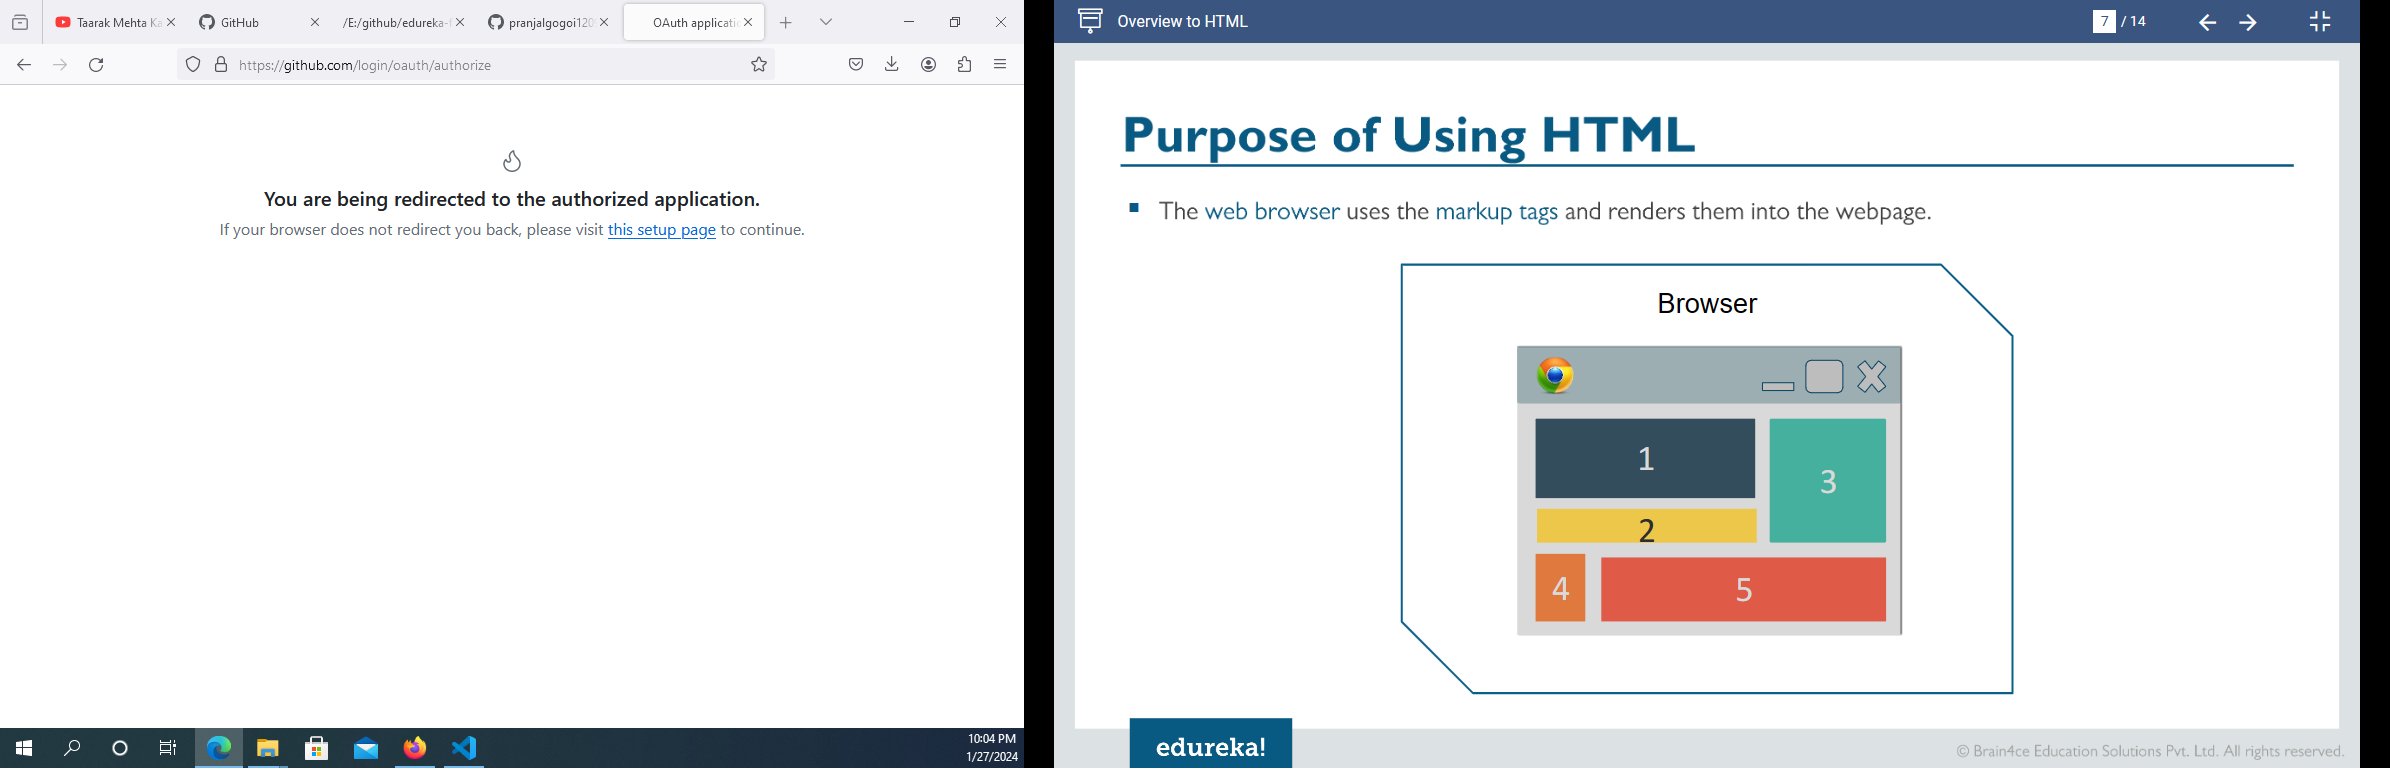 Taarak Mehta Ka
GitHub
/E:/github/edureka-
pranjalgogoi120
OAuth applicati
https://github.com/login/oauth/authorize
You are being redirected to the authorized application.
If your browser does not redirect you back, please visit this setup page to continue.
10:04 PM
1/27/2024
Overview to HTML
7 / 14
Purpose of Using HTML
The web browser uses the markup tags and renders them into the webpage.
Browser
1
3
2
4
5
edureka!
© Brain4ce Education Solutions Pvt. Ltd. All rights reserved.